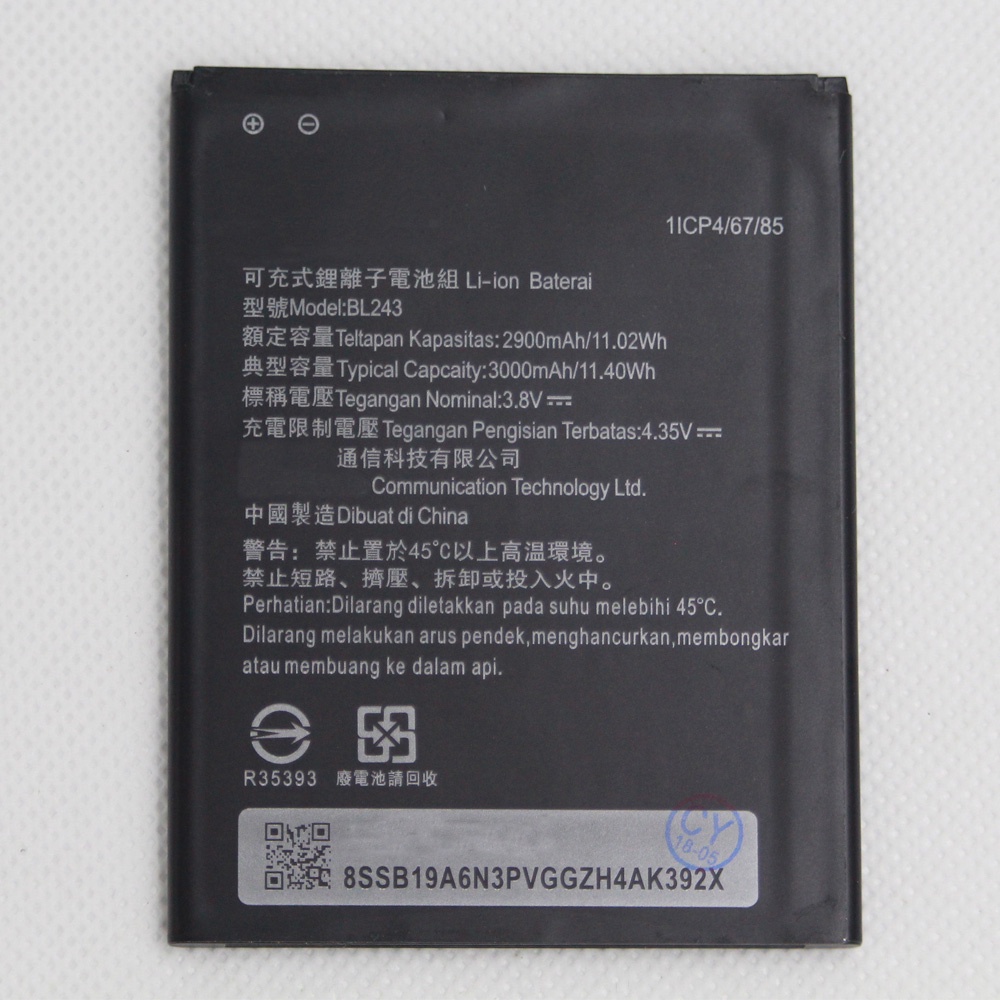 ⊕ ⊖
1ICP4/67/85
可充式鋰離子電池組 Li-ion Baterai
型號Model:BL243
額定容量Teltapan Kapasitas:2900mAh/11.02Wh
典型容量Typical Capcaity:3000mAh/11.40Wh
標稱電壓Tegangan Nominal:3.8V⎓
充電限制電壓Tegangan Pengisian Terbatas:4.35V⎓
通信科技有限公司
Communication Technology Ltd.
中國製造Dibuat di China
警告：禁止置於45°C以上高温環境。
禁止短路、擠壓、拆卸或投入火中。
Perhatian:Dilarang diletakkan pada suhu melebihi 45°C.
Dilarang melakukan arus pendek,menghancurkan,membongkar
atau membuang ke dalam api.
R35393 廢電池請回收
CY
18-05
8SSB19A6N3PVGGZH4AK392X